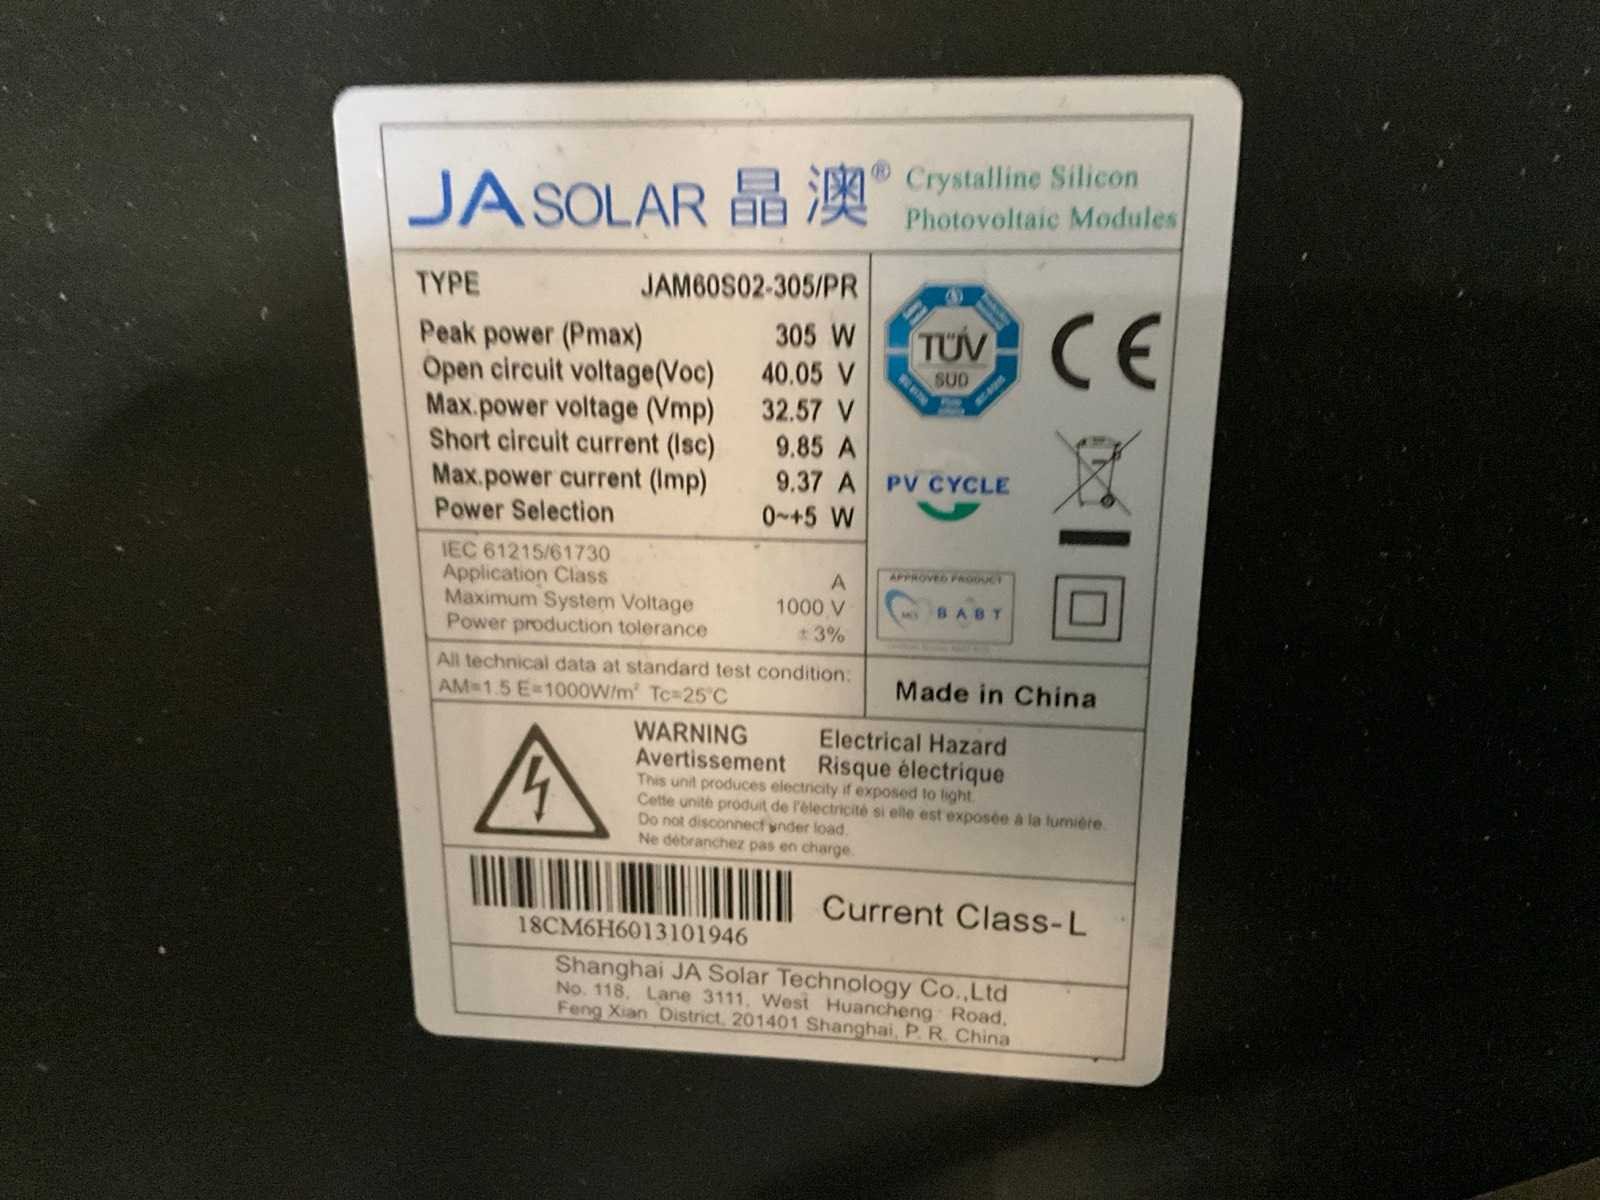 JA SOLAR 晶澳®
Crystalline Silicon
Photovoltaic Modules
TYPE JAM60S02-305/PR
Peak power (Pmax) 305 W
Open circuit voltage(Voc) 40.05 V
Max.power voltage (Vmp) 32.57 V
Short circuit current (Isc) 9.85 A
Max.power current (Imp) 9.37 A
Power Selection 0~+5 W
IEC 61215/61730
Application Class A
Maximum System Voltage 1000 V
Power production tolerance ±3%
All technical data at standard test condition:
AM=1.5 E=1000W/m² Tc=25°C
TÜV
SÜD
CE
PV CYCLE
APPROVED PRODUCT
MCS BABT
Made in China
WARNING Electrical Hazard
Avertissement Risque électrique
This unit produces electricity if exposed to light.
Cette unité produit de l'électricité si elle est exposée à la lumière.
Do not disconnect under load.
Ne débranchez pas en charge.
18CM6H6013101946
Current Class-L
Shanghai JA Solar Technology Co.,Ltd
No. 118, Lane 3111, West Huancheng Road,
Feng Xian District, 201401 Shanghai, P. R. China